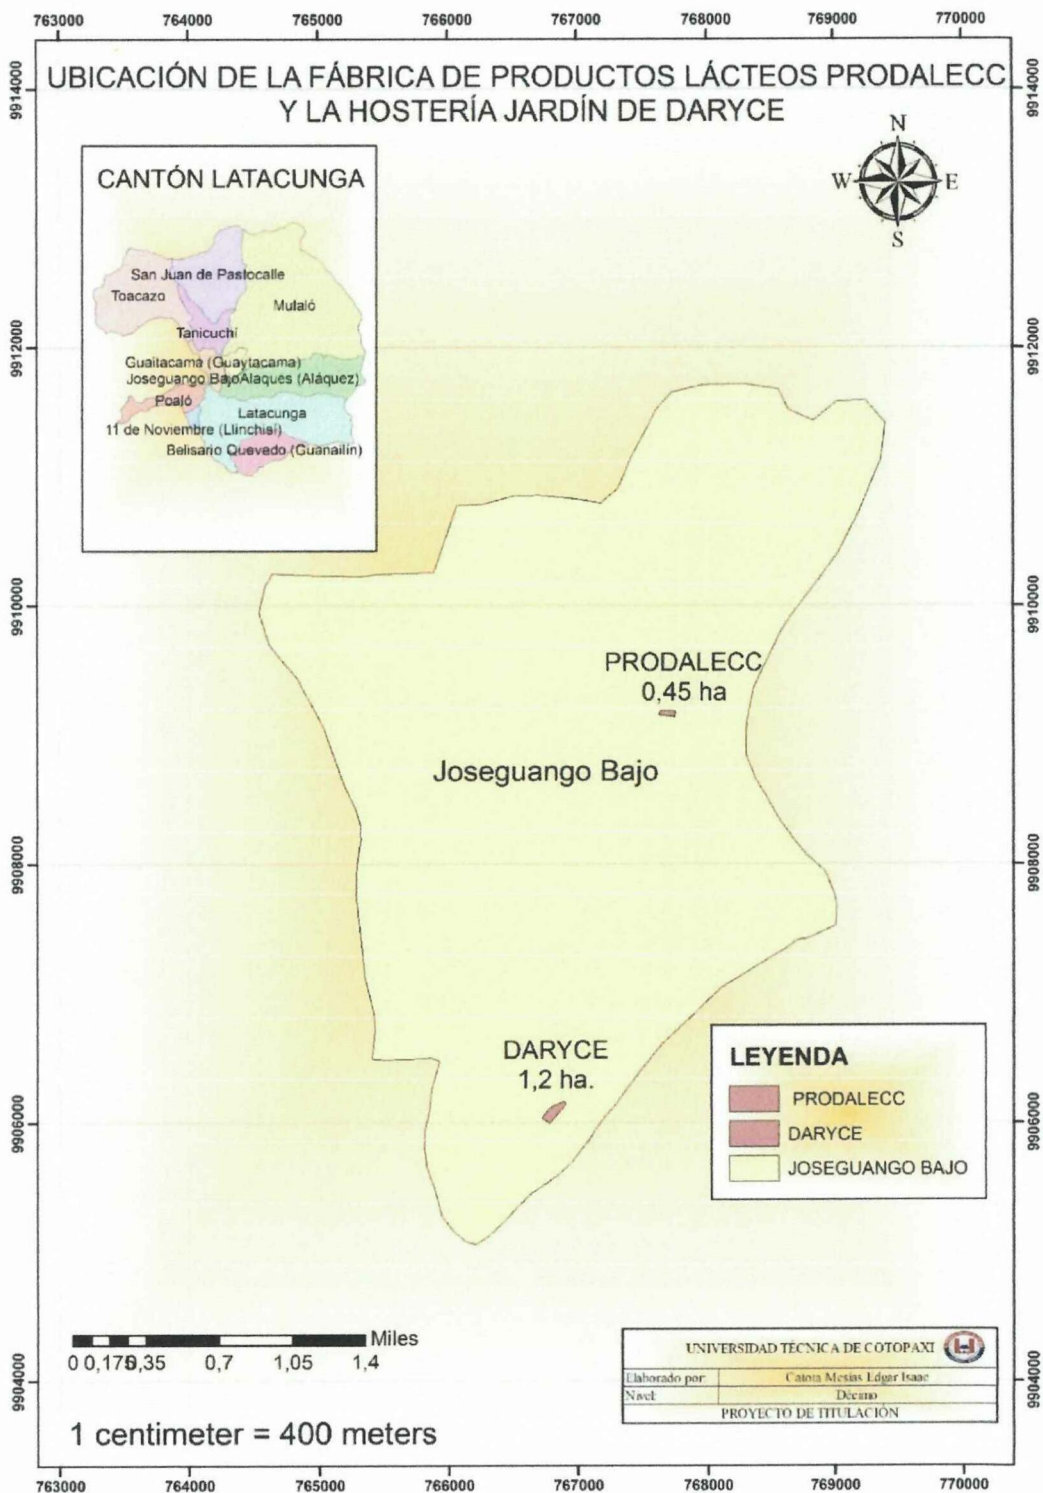 763000 764000 765000 766000 767000 768000 769000 770000
UBICACIÓN DE LA FÁBRICA DE PRODUCTOS LÁCTEOS PRODALECC
Y LA HOSTERÍA JARDÍN DE DARYCE
9914000
9914000
N
W E
S
CANTÓN LATACUNGA
San Juan de Pastocalle
Toacazo
Mulaló
Tanicuchí
Guaitacama (Guaytacama)
Joseguango Bajo Alaques (Aláquez)
Poaló
Latacunga
11 de Noviembre (Llinchisi)
Belisario Quevedo (Guanailín)
9912000
9912000
9910000
9910000
PRODALECC
0,45 ha
Joseguango Bajo
9908000
9908000
DARYCE
1,2 ha.
LEYENDA
PRODALECC
DARYCE
JOSEGUANGO BAJO
9906000
9906000
Miles
0 0,175 0,35 0,7 1,05 1,4
UNIVERSIDAD TÉCNICA DE COTOPAXI
Elaborado por: Edgar Isaac
Nivel: Décimo
PROYECTO DE TITULACIÓN
9904000
9904000
1 centimeter = 400 meters
763000 764000 765000 766000 767000 768000 769000 770000